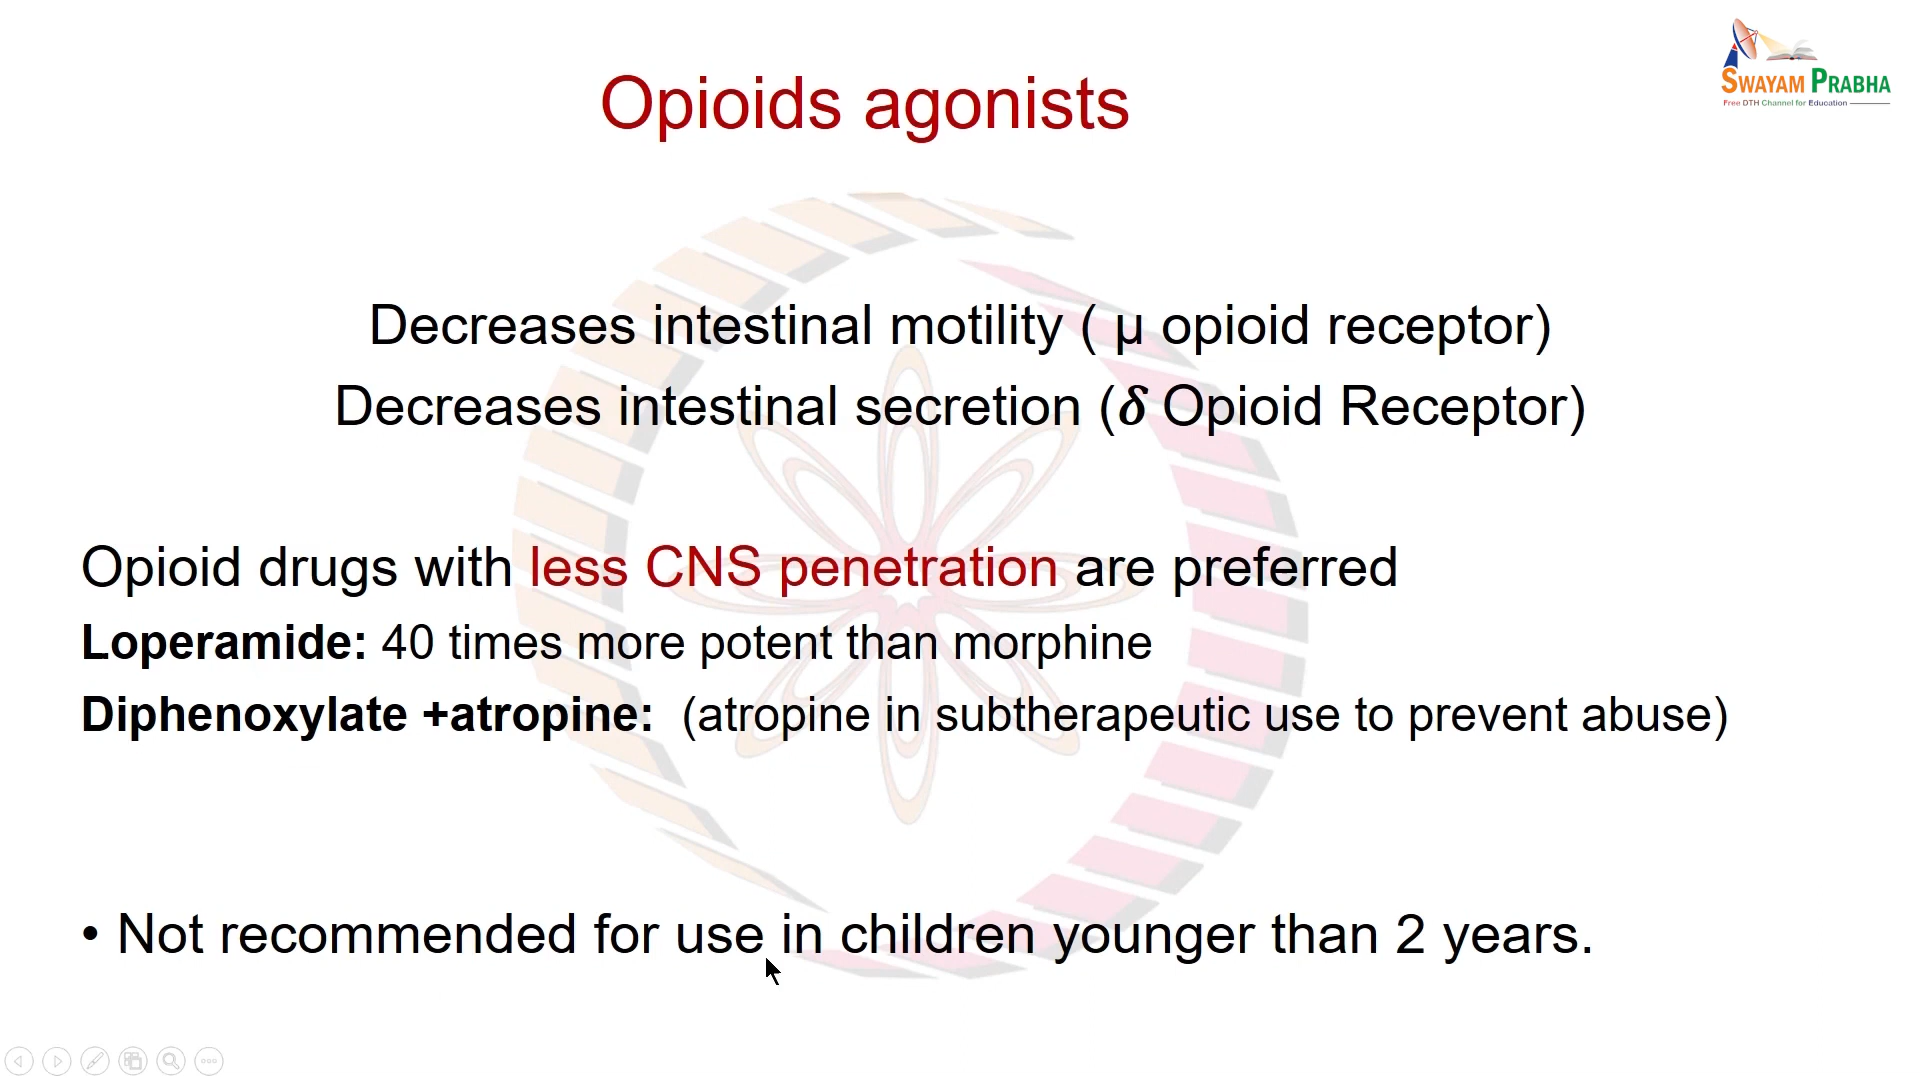 SWAYAM PRABHA
Free DTH Channel for Education
Opioids agonists
Decreases intestinal motility ( μ opioid receptor)
Decreases intestinal secretion (δ Opioid Receptor)
Opioid drugs with less CNS penetration are preferred
Loperamide: 40 times more potent than morphine
Diphenoxylate +atropine: (atropine in subtherapeutic use to prevent abuse)
• Not recommended for use in children younger than 2 years.